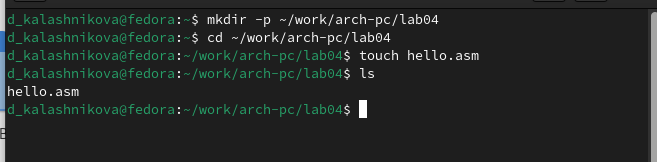 d_kalashnikova@fedora:~$ mkdir -p ~/work/arch-pc/lab04
d_kalashnikova@fedora:~$ cd ~/work/arch-pc/lab04
d_kalashnikova@fedora:~/work/arch-pc/lab04$ touch hello.asm
d_kalashnikova@fedora:~/work/arch-pc/lab04$ ls
hello.asm
d_kalashnikova@fedora:~/work/arch-pc/lab04$